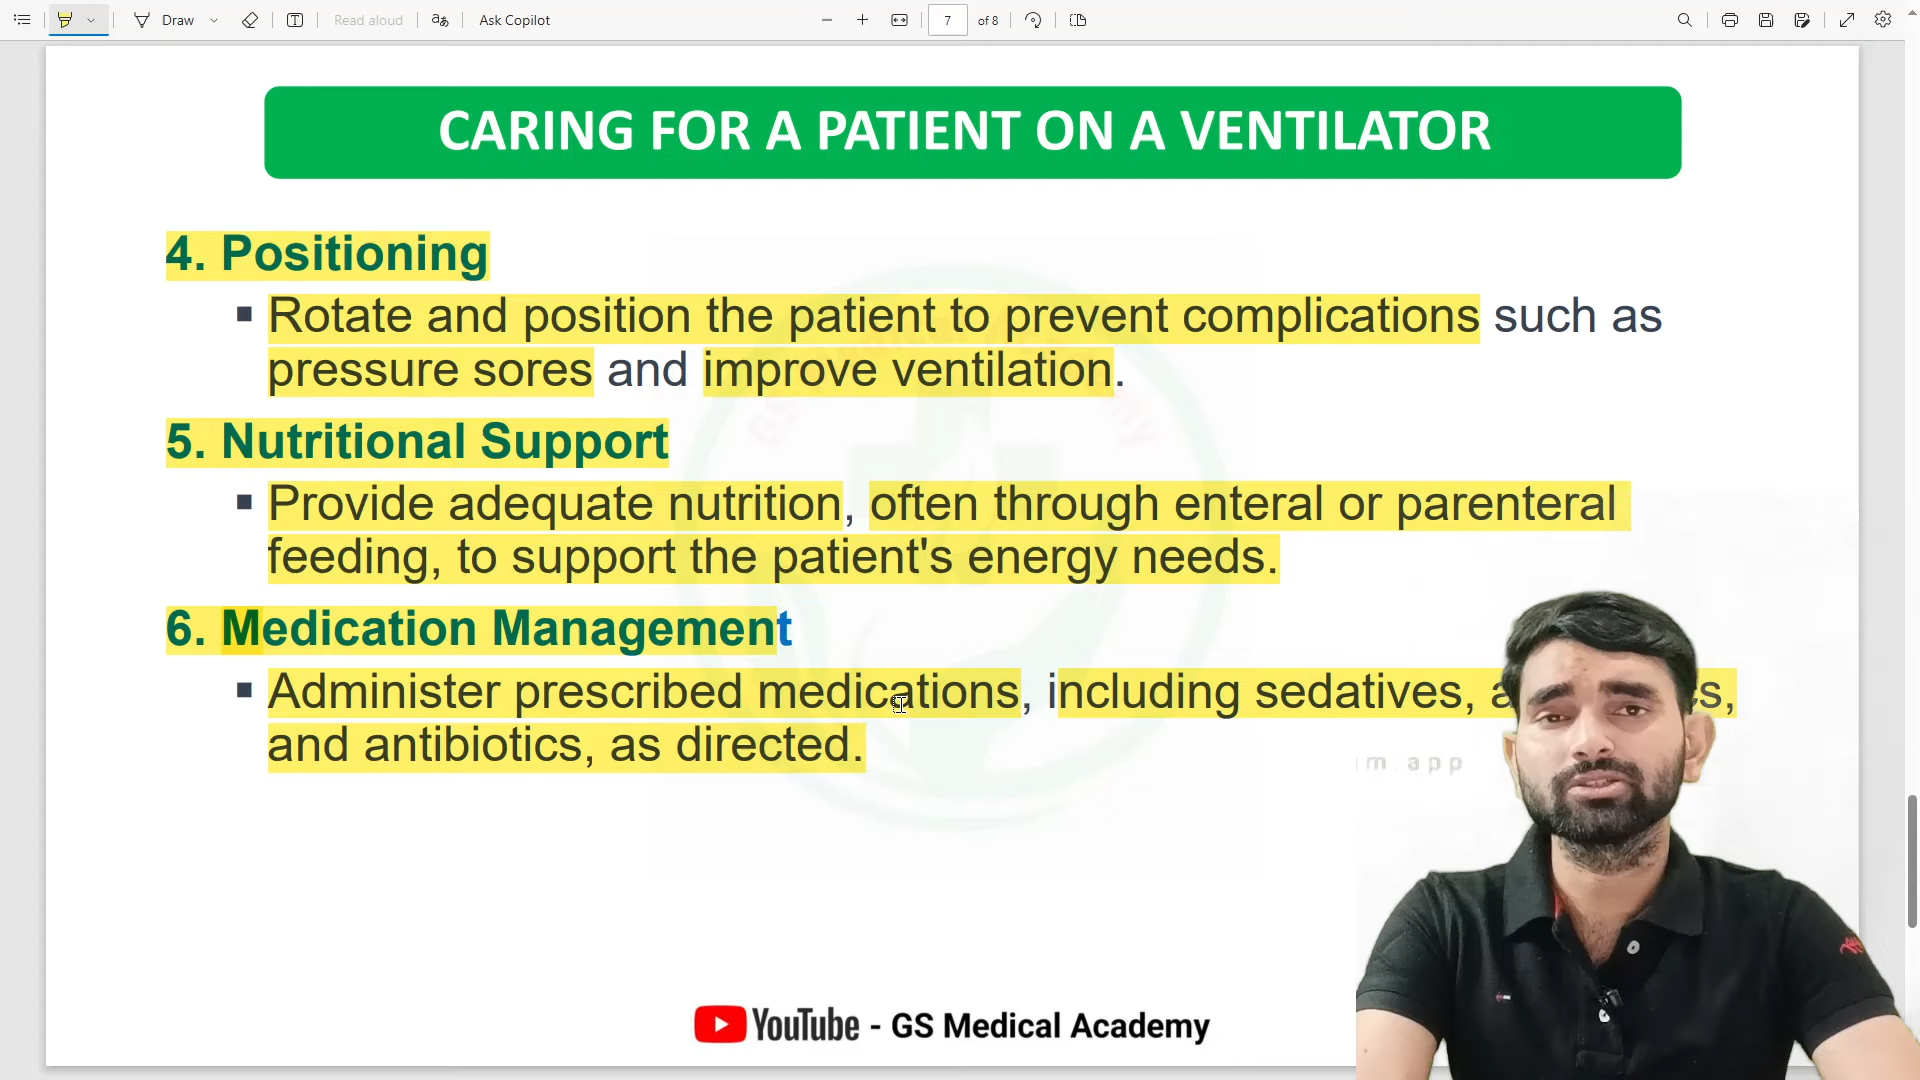 Draw
Read aloud
Ask Copilot
7 of 8
CARING FOR A PATIENT ON A VENTILATOR
4. Positioning
▪ Rotate and position the patient to prevent complications such as
pressure sores and improve ventilation.
5. Nutritional Support
▪ Provide adequate nutrition, often through enteral or parenteral
feeding, to support the patient's energy needs.
6. Medication Management
▪ Administer prescribed medications, including sedatives,
and antibiotics, as directed.
app
YouTube - GS Medical Academy